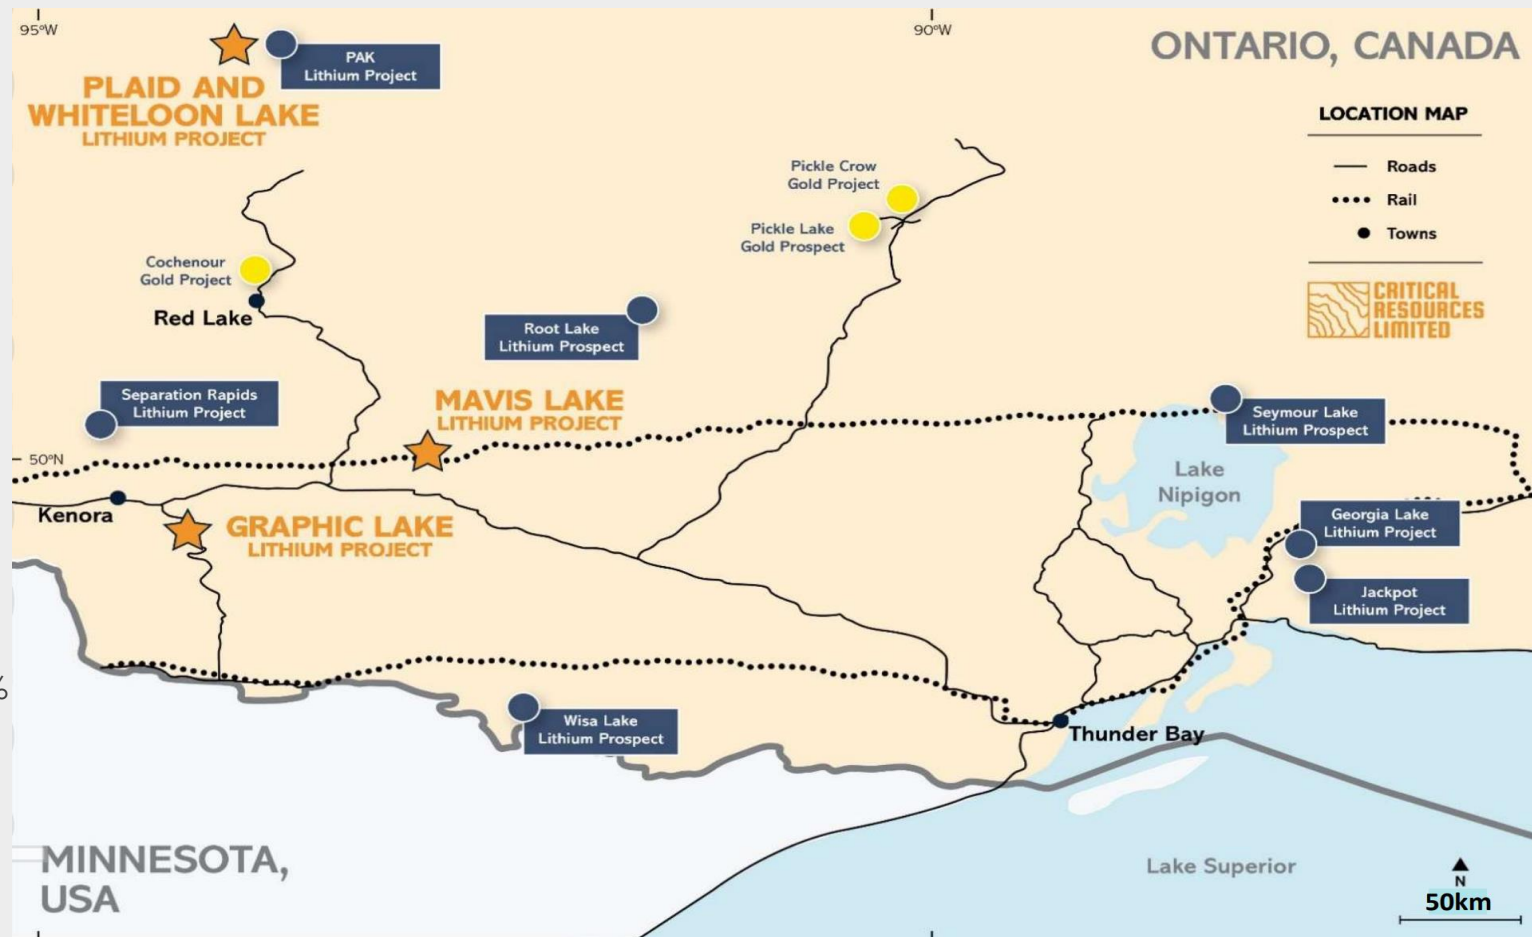 95°W
90°W
ONTARIO, CANADA
PAK
Lithium Project
PLAID AND
WHITELOON LAKE
LITHIUM PROJECT
LOCATION MAP
Roads
Rail
Towns
CRITICAL
RESOURCES
LIMITED
Pickle Crow
Gold Project
Pickle Lake
Gold Prospect
Cochenour
Gold Project
Red Lake
Root Lake
Lithium Prospect
Separation Rapids
Lithium Project
MAVIS LAKE
LITHIUM PROJECT
Seymour Lake
Lithium Prospect
50°N
Lake
Nipigon
Kenora
GRAPHIC LAKE
LITHIUM PROJECT
Georgia Lake
Lithium Project
Jackpot
Lithium Project
%
Wisa Lake
Lithium Prospect
Thunder Bay
MINNESOTA,
USA
Lake Superior
N
50km